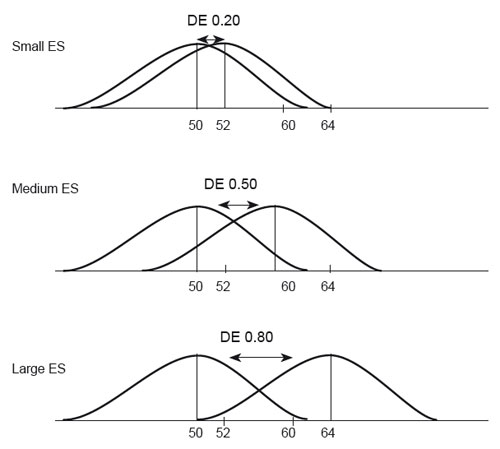 DE 0.20
Small ES
50 52 60 64
DE 0.50
Medium ES
50 52 60 64
DE 0.80
Large ES
50 52 60 64